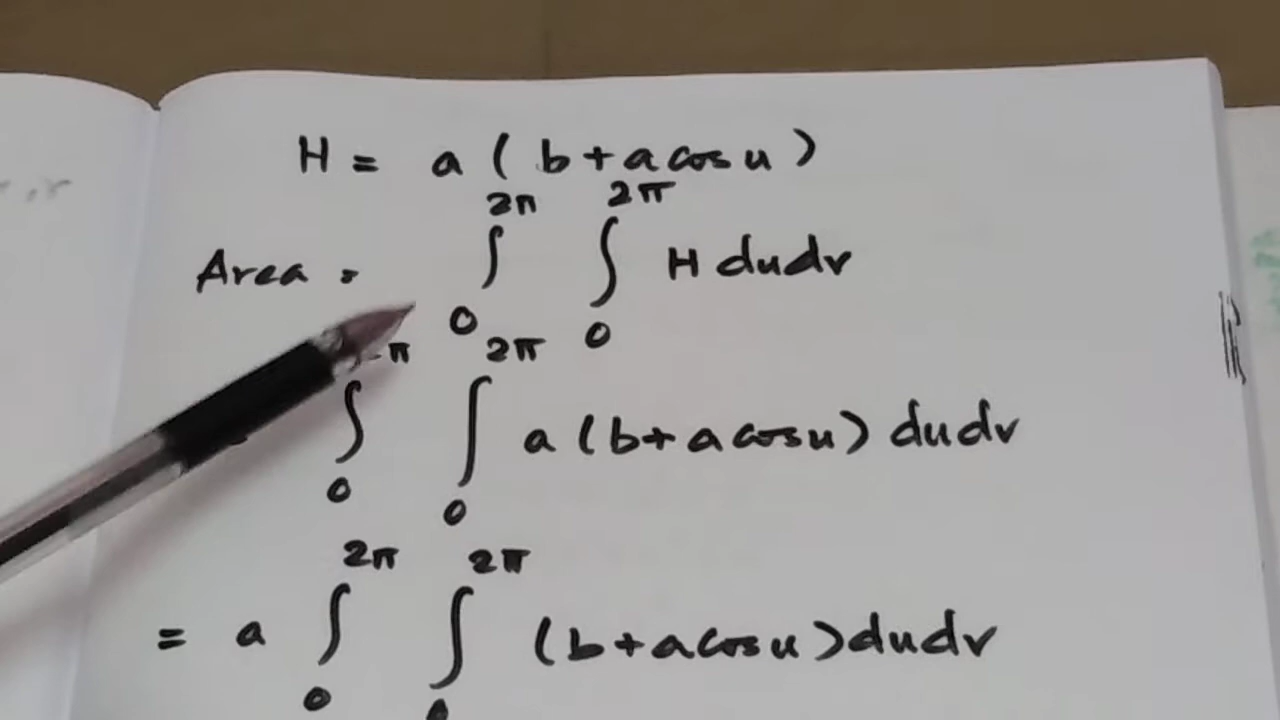 H = a ( b + a cos u )
Area = ∫₀^2π ∫₀^2π H du dv
∫₀^π ∫₀^2π a ( b + a cos u ) du dv
= a ∫₀^2π ∫₀^2π ( b + a cos u ) du dv